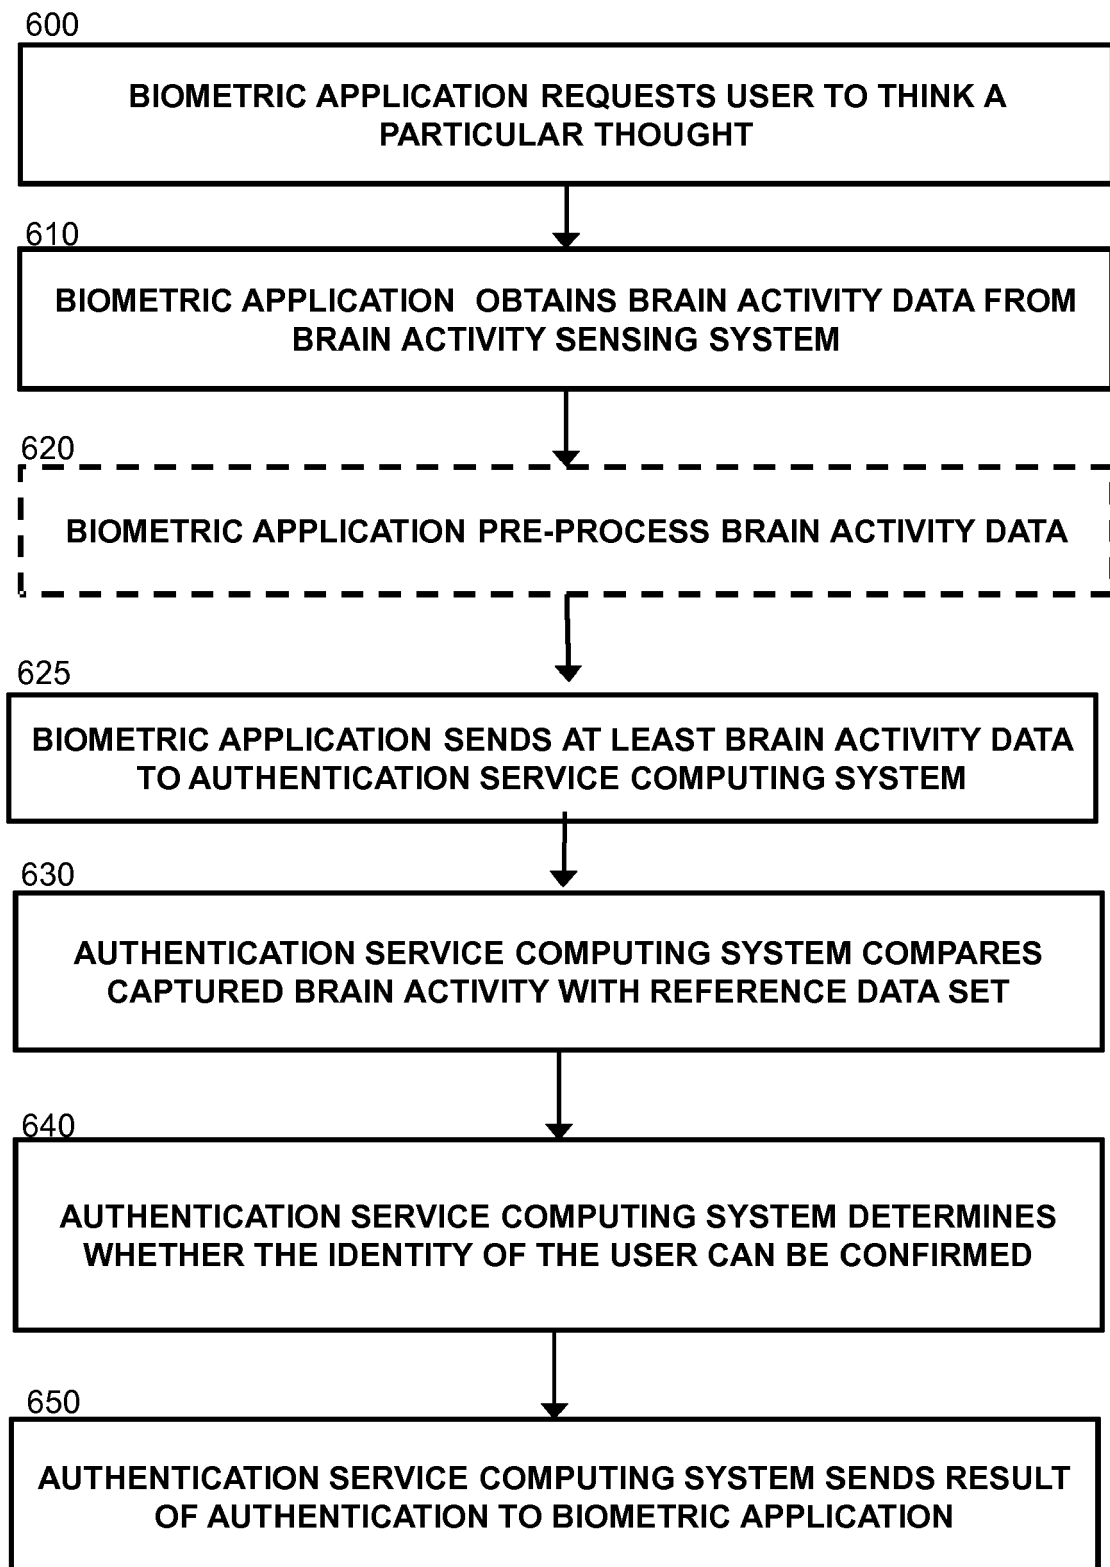 600
BIOMETRIC APPLICATION REQUESTS USER TO THINK A
PARTICULAR THOUGHT
610
BIOMETRIC APPLICATION OBTAINS BRAIN ACTIVITY DATA FROM
BRAIN ACTIVITY SENSING SYSTEM
620
BIOMETRIC APPLICATION PRE-PROCESS BRAIN ACTIVITY DATA
625
BIOMETRIC APPLICATION SENDS AT LEAST BRAIN ACTIVITY DATA
TO AUTHENTICATION SERVICE COMPUTING SYSTEM
630
AUTHENTICATION SERVICE COMPUTING SYSTEM COMPARES
CAPTURED BRAIN ACTIVITY WITH REFERENCE DATA SET
640
AUTHENTICATION SERVICE COMPUTING SYSTEM DETERMINES
WHETHER THE IDENTITY OF THE USER CAN BE CONFIRMED
650
AUTHENTICATION SERVICE COMPUTING SYSTEM SENDS RESULT
OF AUTHENTICATION TO BIOMETRIC APPLICATION